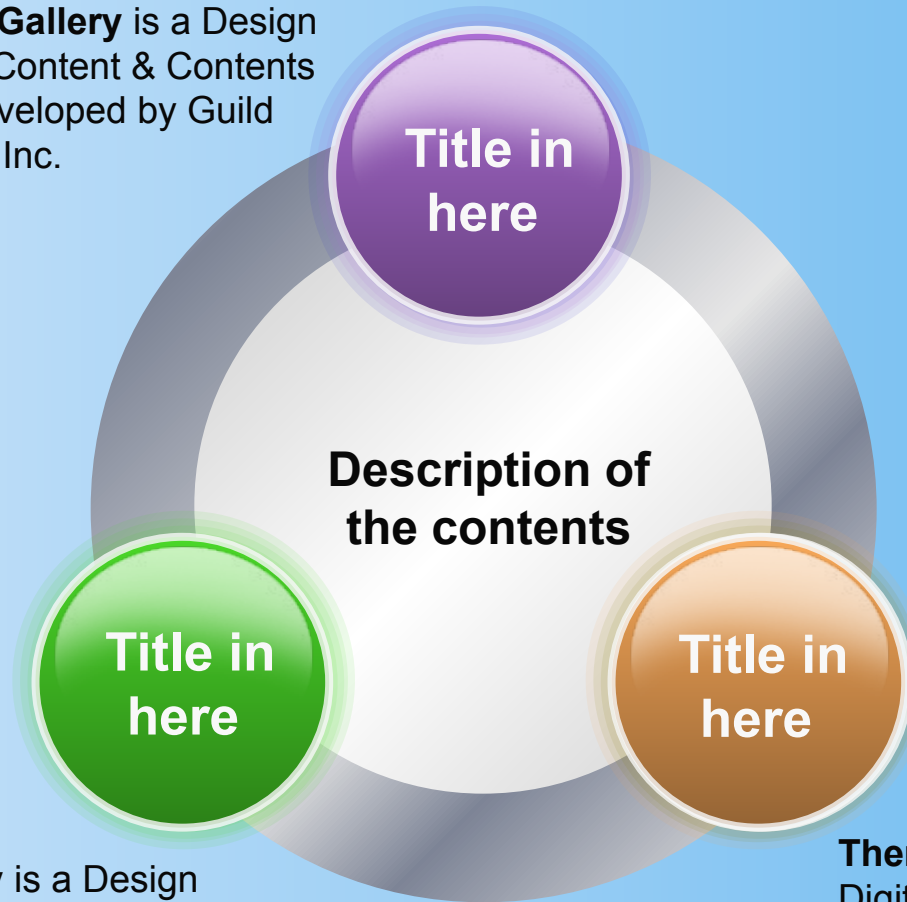 Gallery is a Design
Content & Contents
veloped by Guild
Inc.
Title in
here
Description of
the contents
Title in
here
Title in
here
is a Design